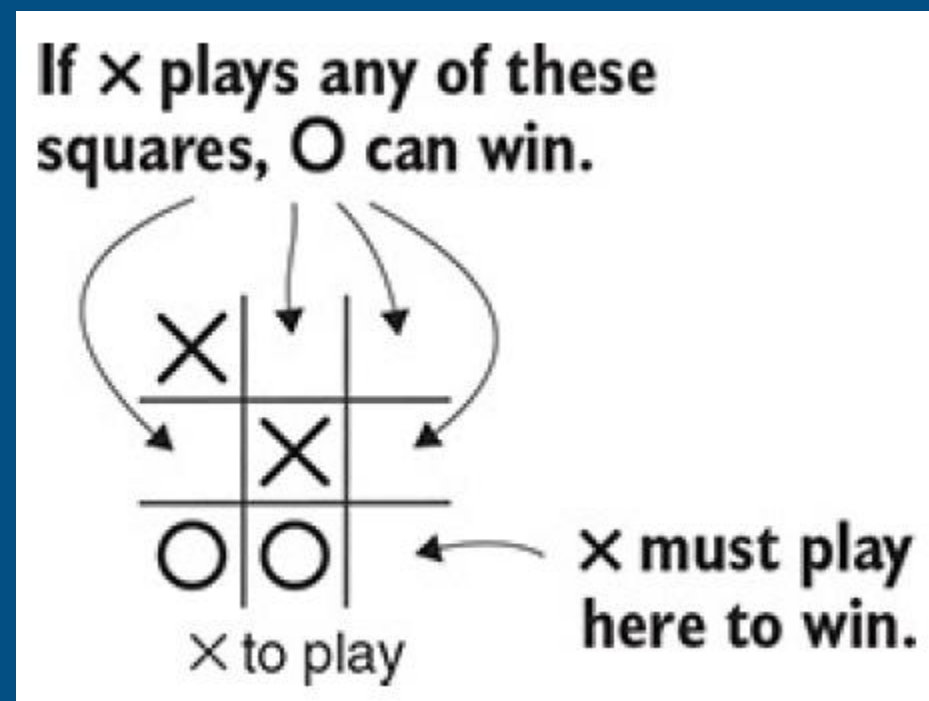 If × plays any of these
squares, O can win.
× × 
O O
× must play
here to win.
× to play